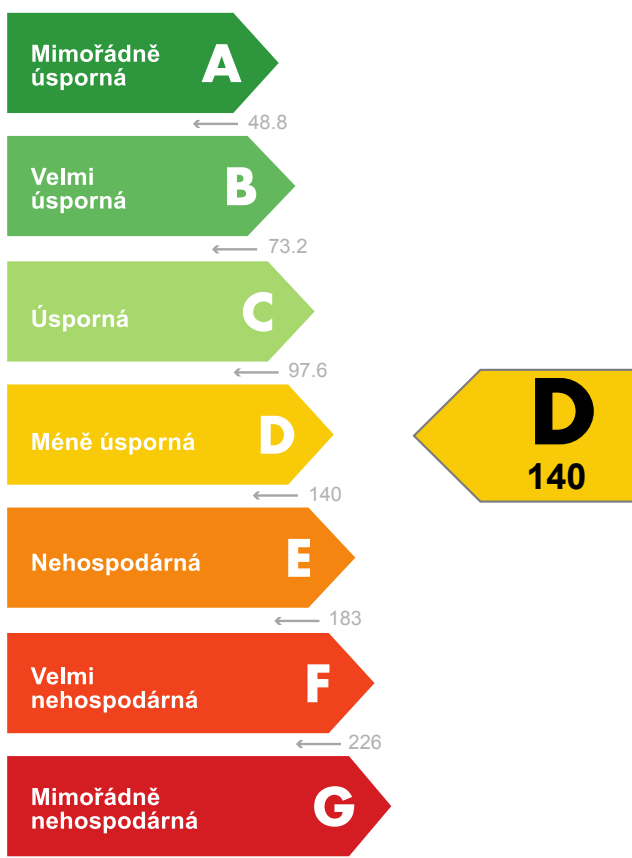 Mimořádně
úsporná
A
48.8
Velmi
úsporná
B
73.2
Úsporná
C
97.6
Méně úsporná
D
140
D
140
Nehospodárná
E
183
Velmi
nehospodárná
F
226
Mimořádně
nehospodárná
G